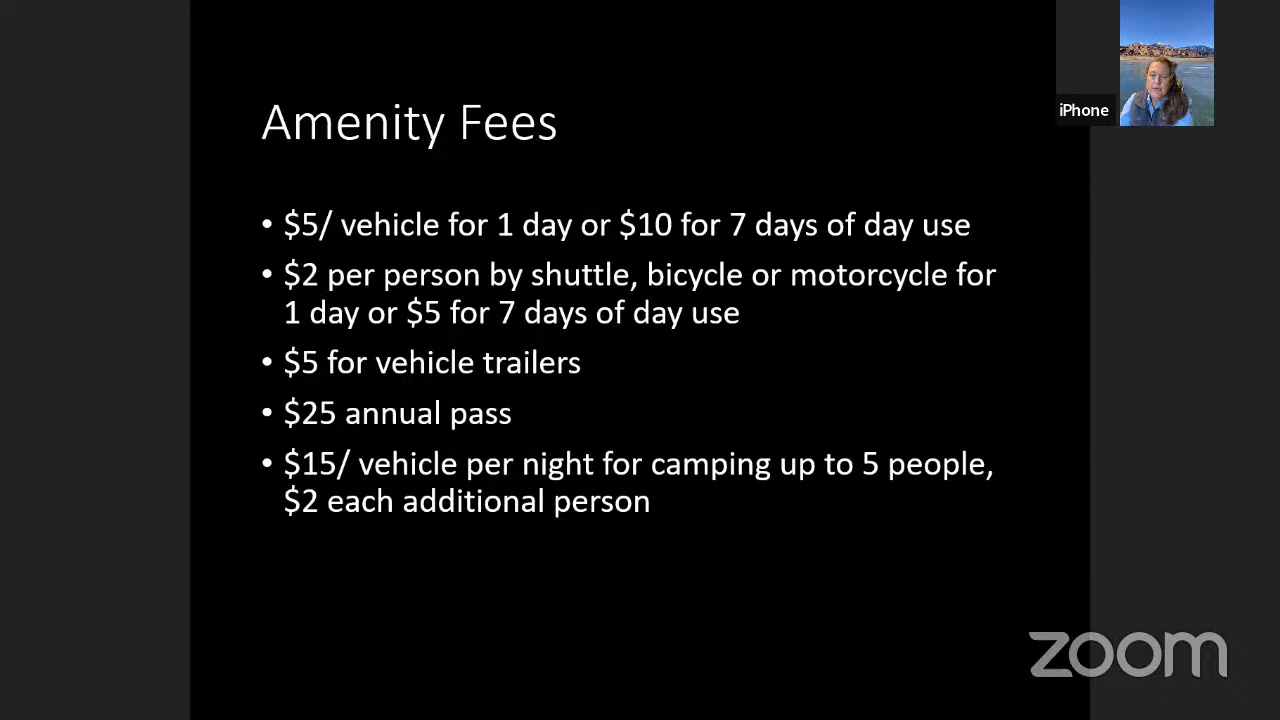 iPhone
Amenity Fees
• $5/ vehicle for 1 day or $10 for 7 days of day use
• $2 per person by shuttle, bicycle or motorcycle for
1 day or $5 for 7 days of day use
• $5 for vehicle trailers
• $25 annual pass
• $15/ vehicle per night for camping up to 5 people,
$2 each additional person
zoom